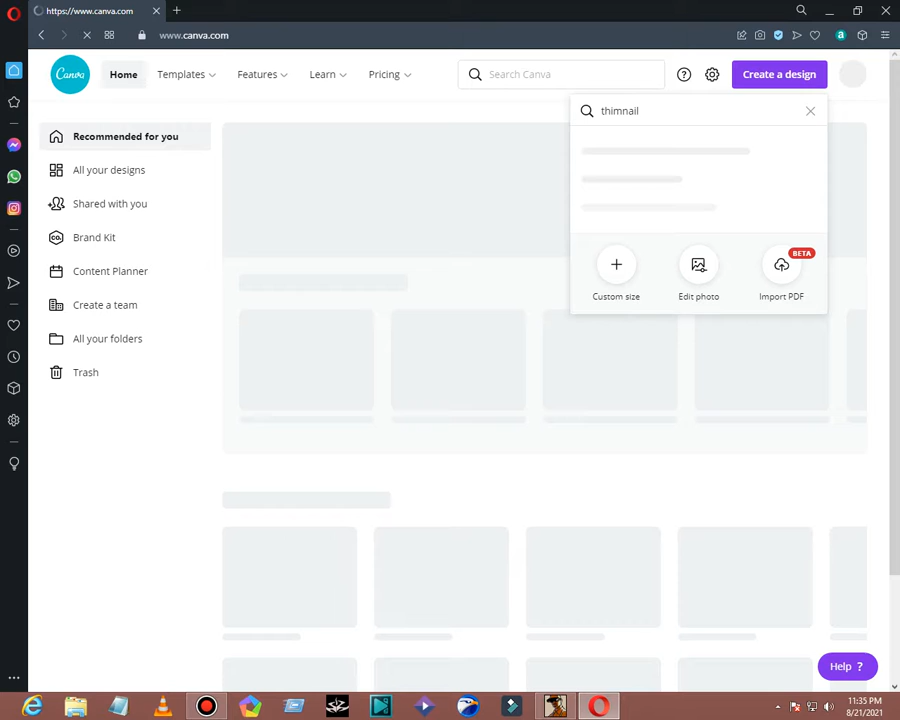 https://www.canva.com
www.canva.com
Canva
Home
Templates
Features
Learn
Pricing
Search Canva
Create a design
thimnail
Recommended for you
All your designs
Shared with you
Brand Kit
Content Planner
Create a team
All your folders
Trash
BETA
Custom size
Edit photo
Import PDF
Help ?
11:35 PM
8/21/2021